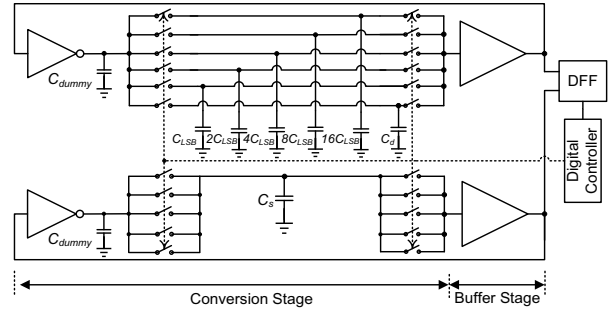 C_dummy
DFF
C_LSB 2C_LSB 4C_LSB 8C_LSB 16C_LSB C_d
Digital
Controller
C_s
C_dummy
Conversion Stage
Buffer Stage